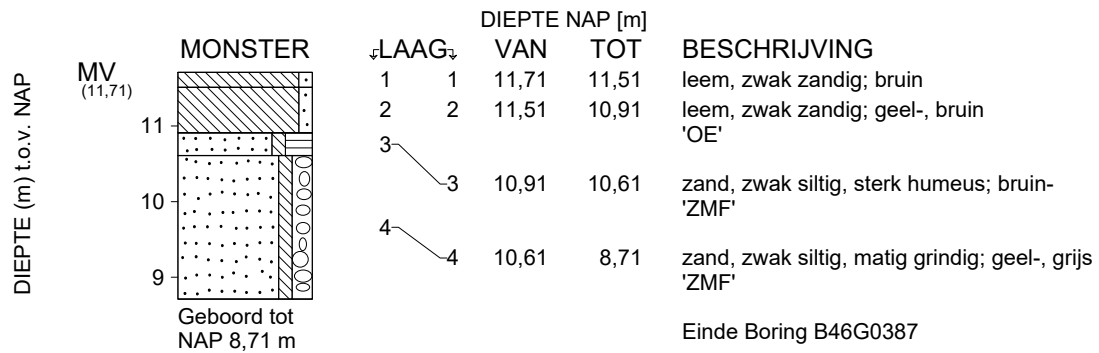 DIEPTE NAP [m]
MONSTER LAAG VAN TOT BESCHRIJVING
DIEPTE (m) t.o.v. NAP
MV
(11,71)
1 1 11,71 11,51 leem, zwak zandig; bruin
2 2 11,51 10,91 leem, zwak zandig; geel-, bruin
'OE'
11
3
3 10,91 10,61 zand, zwak siltig, sterk humeus; bruin-
'ZMF'
10
4
4 10,61 8,71 zand, zwak siltig, matig grindig; geel-, grijs
'ZMF'
9
Geboord tot
NAP 8,71 m
Einde Boring B46G0387